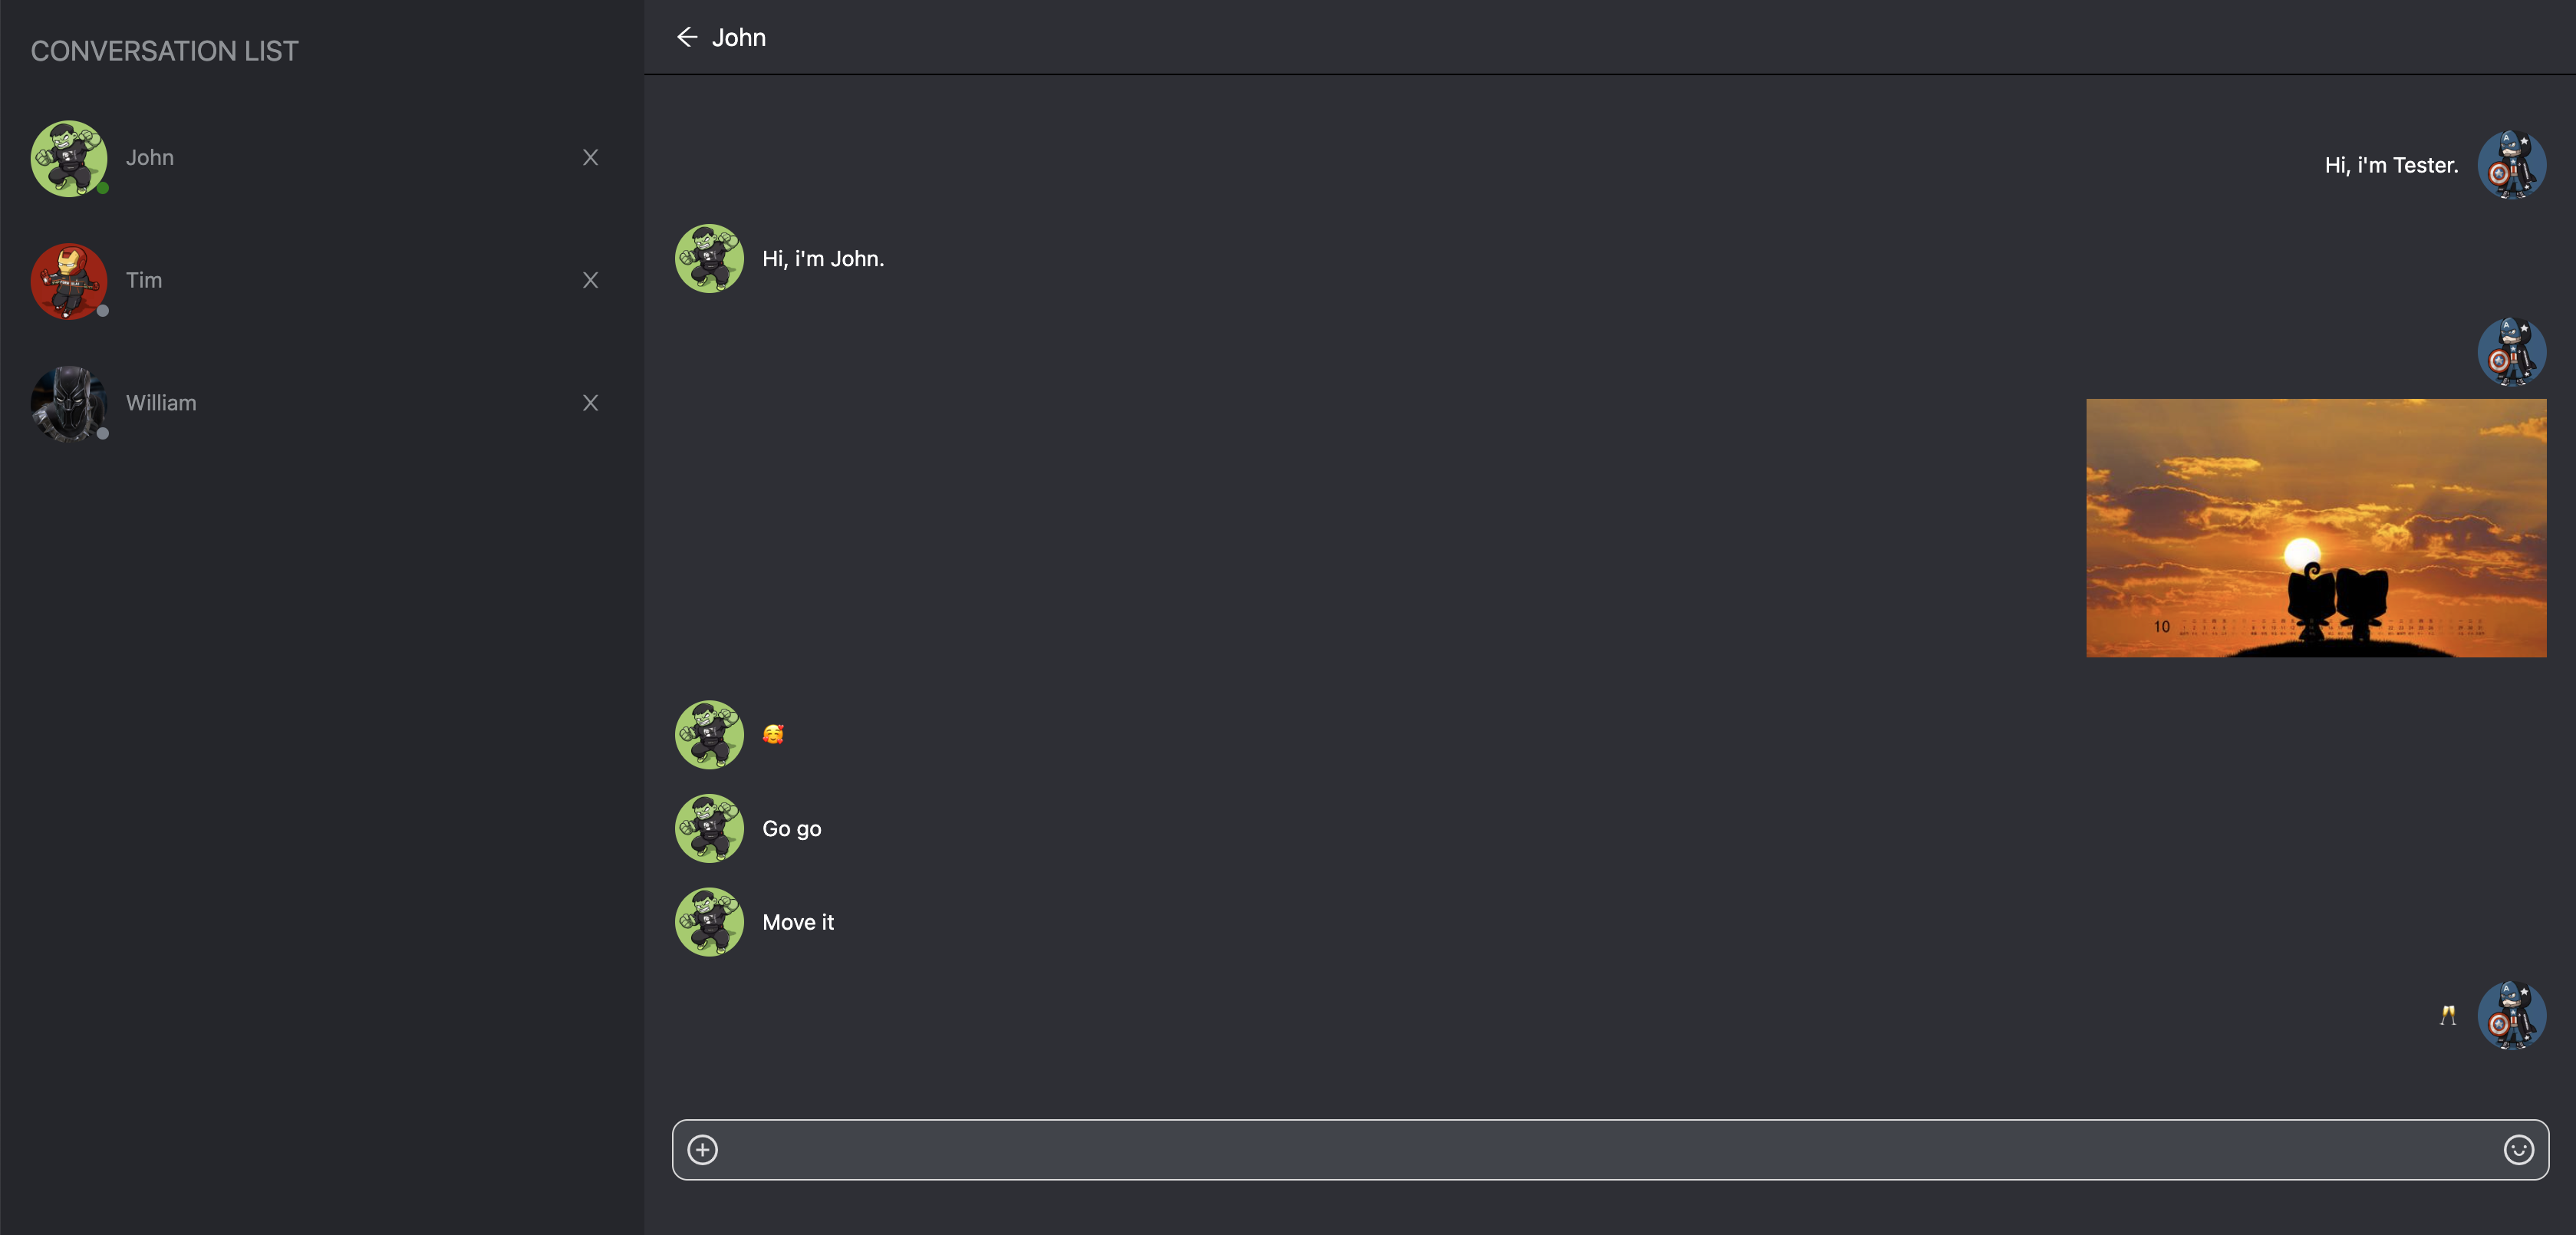 CONVERSATION LIST
John
X
Tim
X
William
X
John
Hi, i'm Tester.
Hi, i'm John.
10
🥰
Go go
Move it
🥂